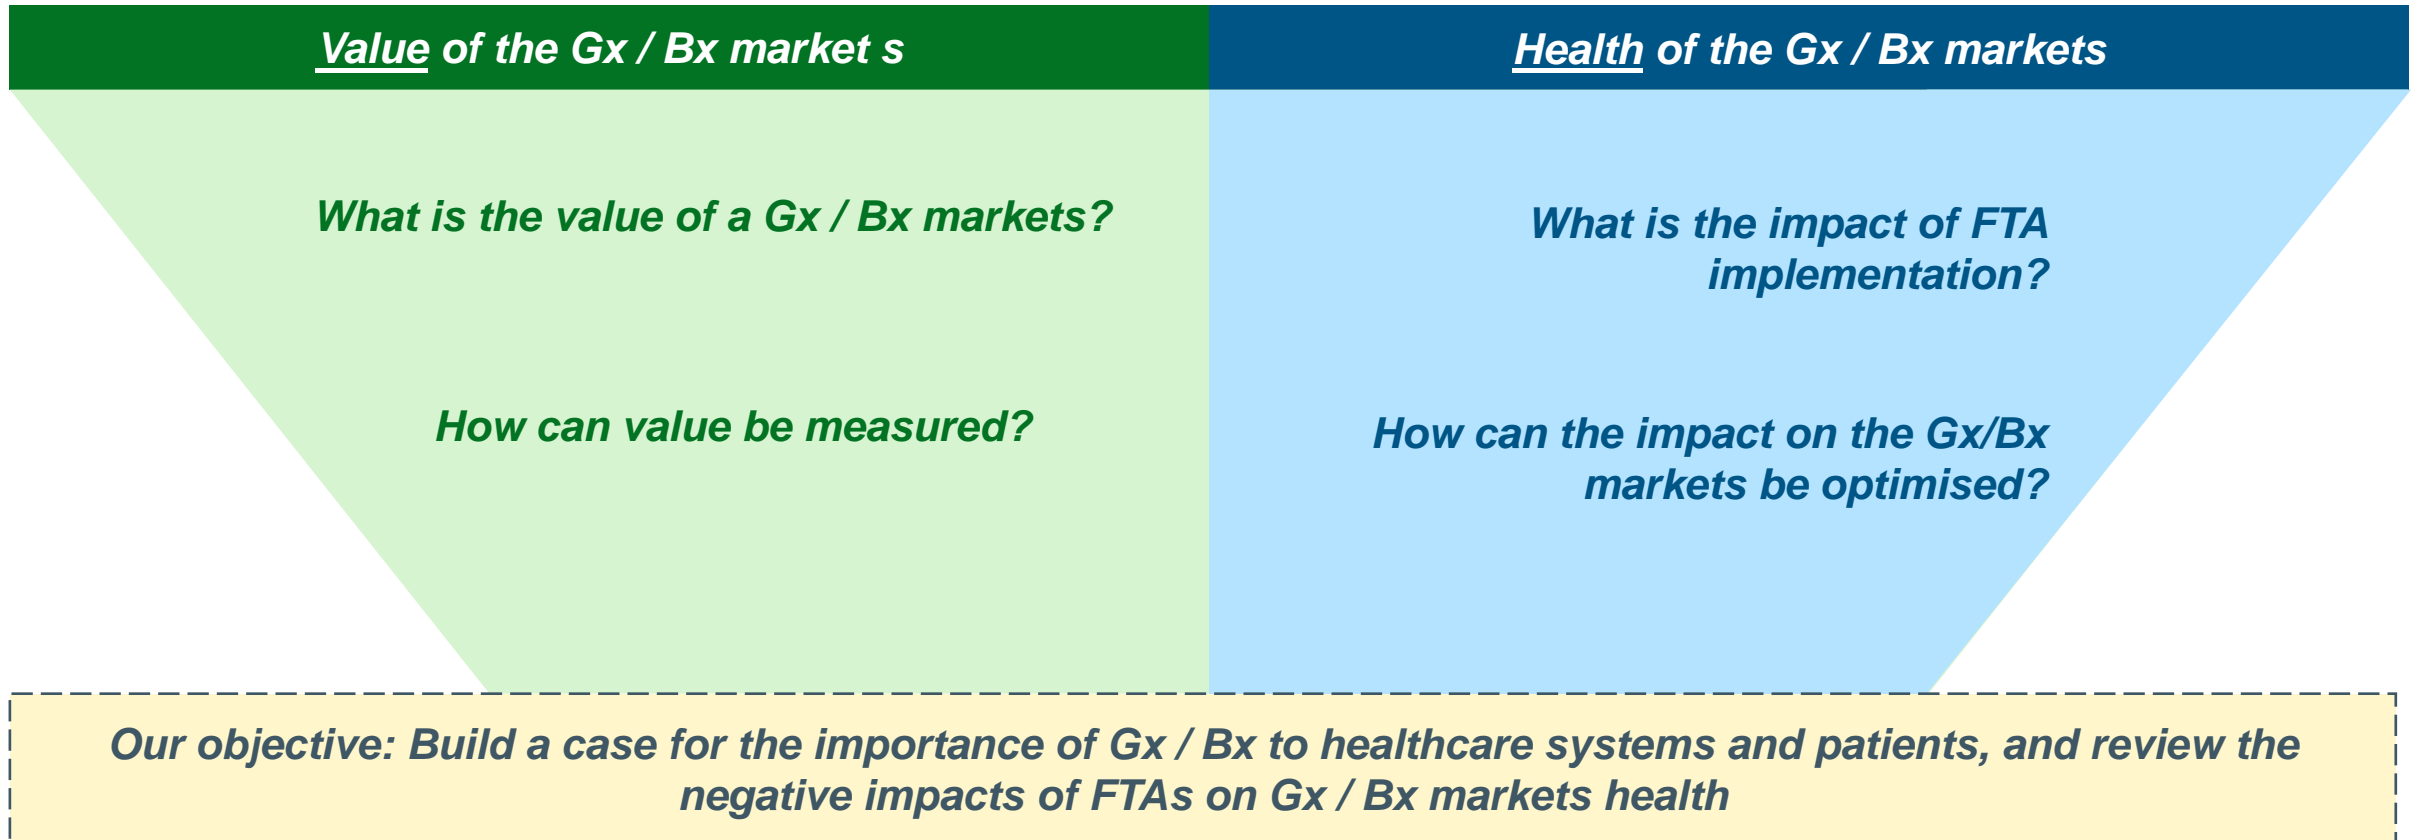 Value of the Gx / Bx market s
Health of the Gx / Bx markets
What is the value of a Gx / Bx markets?
How can value be measured?
What is the impact of FTA
implementation?
How can the impact on the Gx/Bx
markets be optimised?
Our objective: Build a case for the importance of Gx / Bx to healthcare systems and patients, and review the
negative impacts of FTAs on Gx / Bx markets health